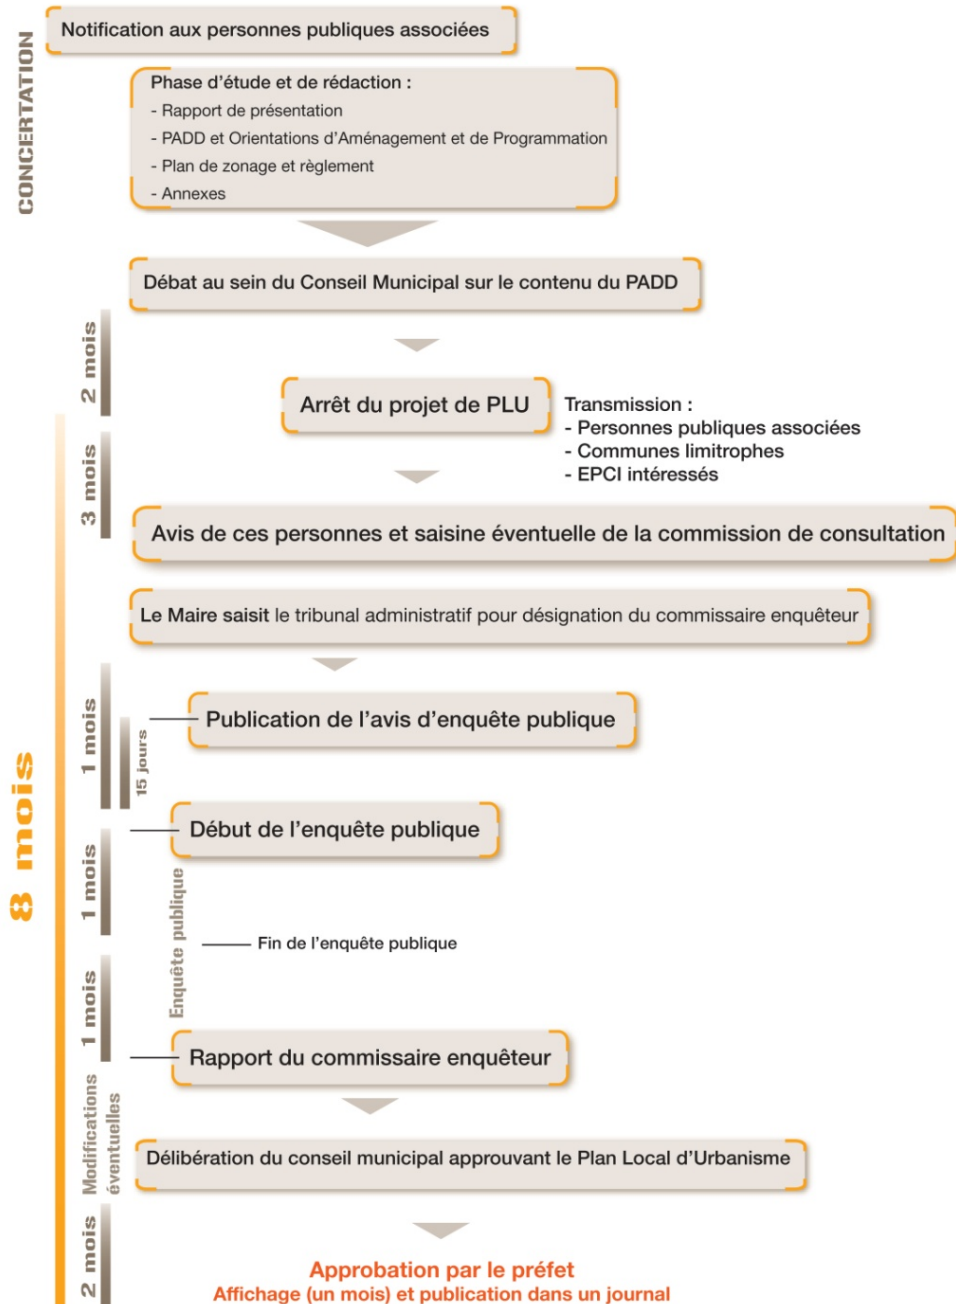 CONCERTATION
Notification aux personnes publiques associées
Phase d’étude et de rédaction :
- Rapport de présentation
- PADD et Orientations d’Aménagement et de Programmation
- Plan de zonage et règlement
- Annexes
Débat au sein du Conseil Municipal sur le contenu du PADD
2 mois
Arrêt du projet de PLU
Transmission :
- Personnes publiques associées
- Communes limitrophes
- EPCI intéressés
3 mois
Avis de ces personnes et saisine éventuelle de la commission de consultation
Le Maire saisit le tribunal administratif pour désignation du commissaire enquêteur
8 mois
1 mois
15 jours
Publication de l’avis d’enquête publique
Début de l’enquête publique
1 mois
Enquête publique
Fin de l’enquête publique
1 mois
Rapport du commissaire enquêteur
Modifications
éventuelles
Délibération du conseil municipal approuvant le Plan Local d’Urbanisme
2 mois
Approbation par le préfet
Affichage (un mois) et publication dans un journal